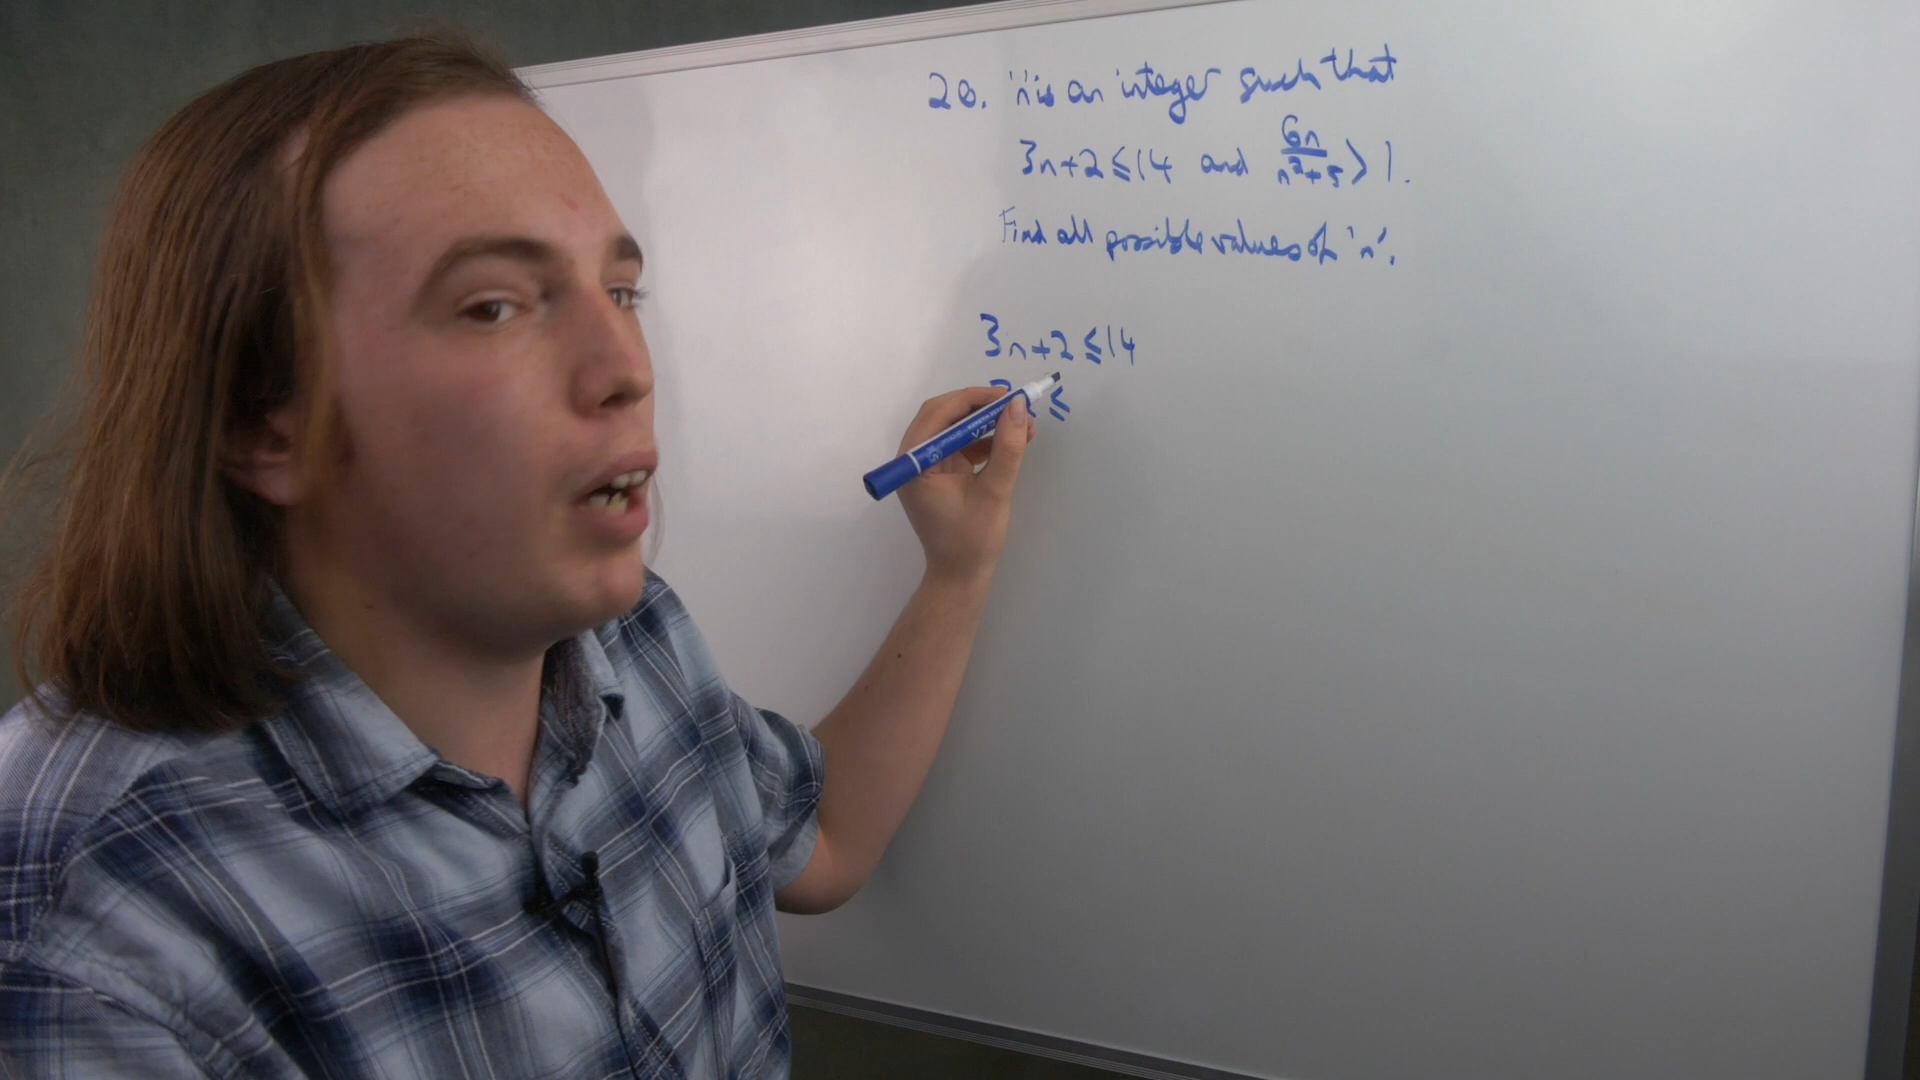 20. 'n' is an integer such that
3n+2≤14 and 6n/n²+5 > 1.
Find all possible values of 'n'.
3n+2≤14
3n ≤